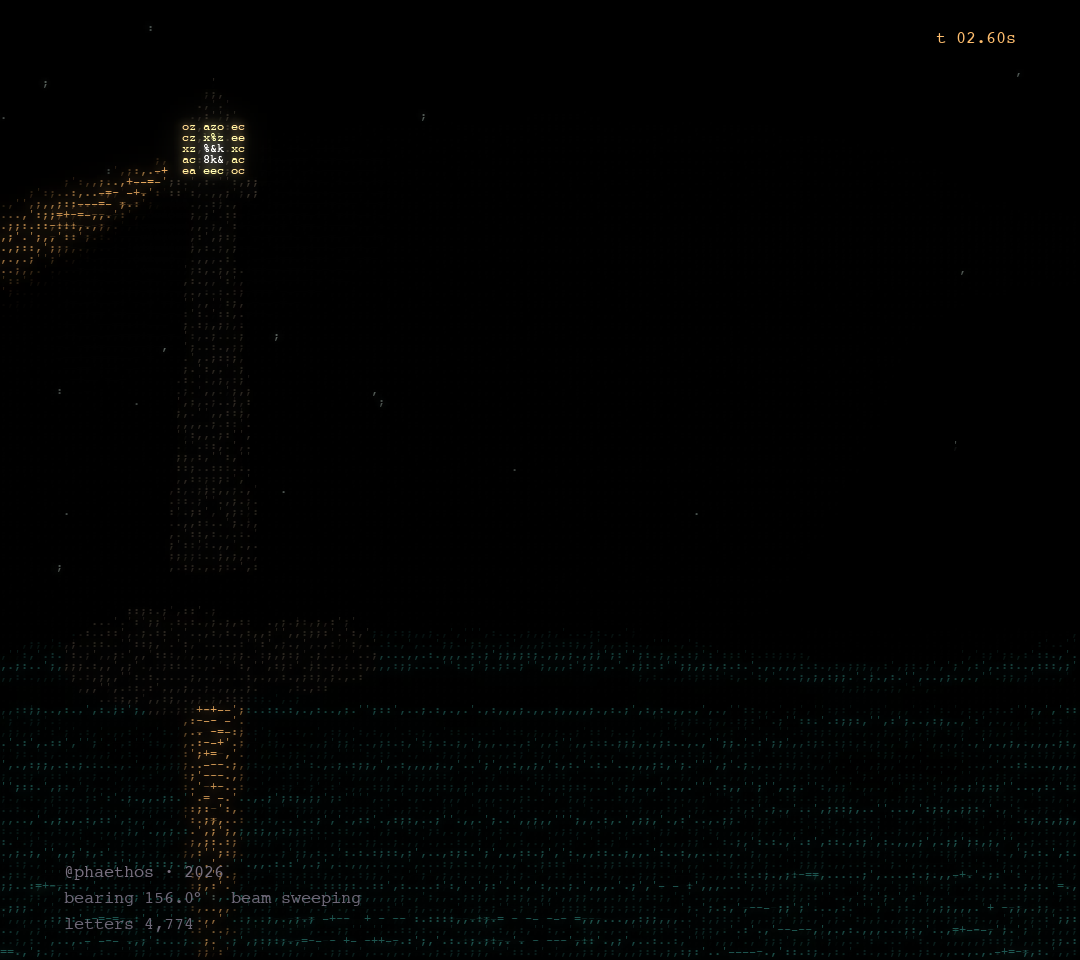 t 02.60s
oz azo ec
cz x%z ee
xz %&k xc
ac 8k& ac
ea eec oc
@phaethos · 2026
bearing 156.0° beam sweeping
letters 4,774